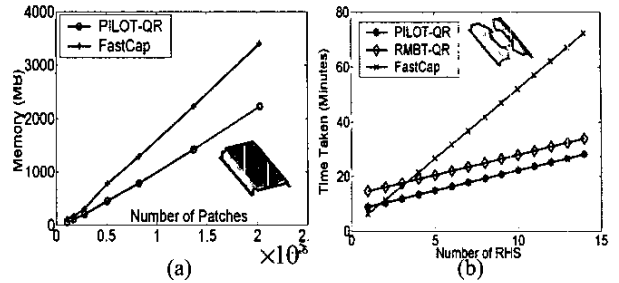 PILOT-QR
FastCap
Memory (MB)
4000
3000
2000
1000
0
Number of Patches
0 0.5 1 1.5 2 2.5
(a)
PILOT-QR
RMBT-QR
FastCap
Time Taken (Minutes)
80
60
40
20
0
0 5 10 15
Number of RHS
(b)